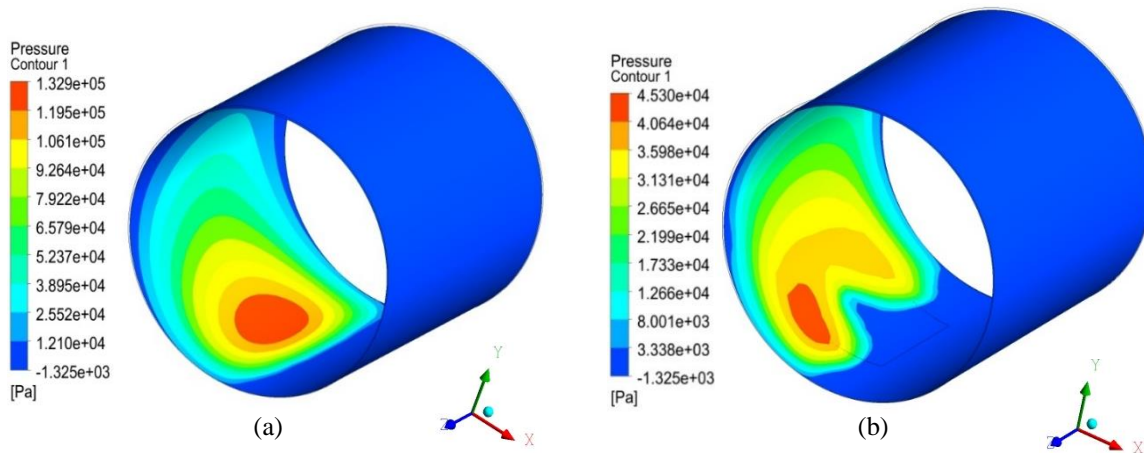 Pressure
Contour 1
1.329e+05
1.195e+05
1.061e+05
9.264e+04
7.922e+04
6.579e+04
5.237e+04
3.895e+04
2.552e+04
1.210e+04
-1.325e+03
[Pa]
Y
Z
X
(a)
Pressure
Contour 1
4.530e+04
4.064e+04
3.598e+04
3.131e+04
2.665e+04
2.199e+04
1.733e+04
1.266e+04
8.001e+03
3.338e+03
-1.325e+03
[Pa]
Y
Z
X
(b)